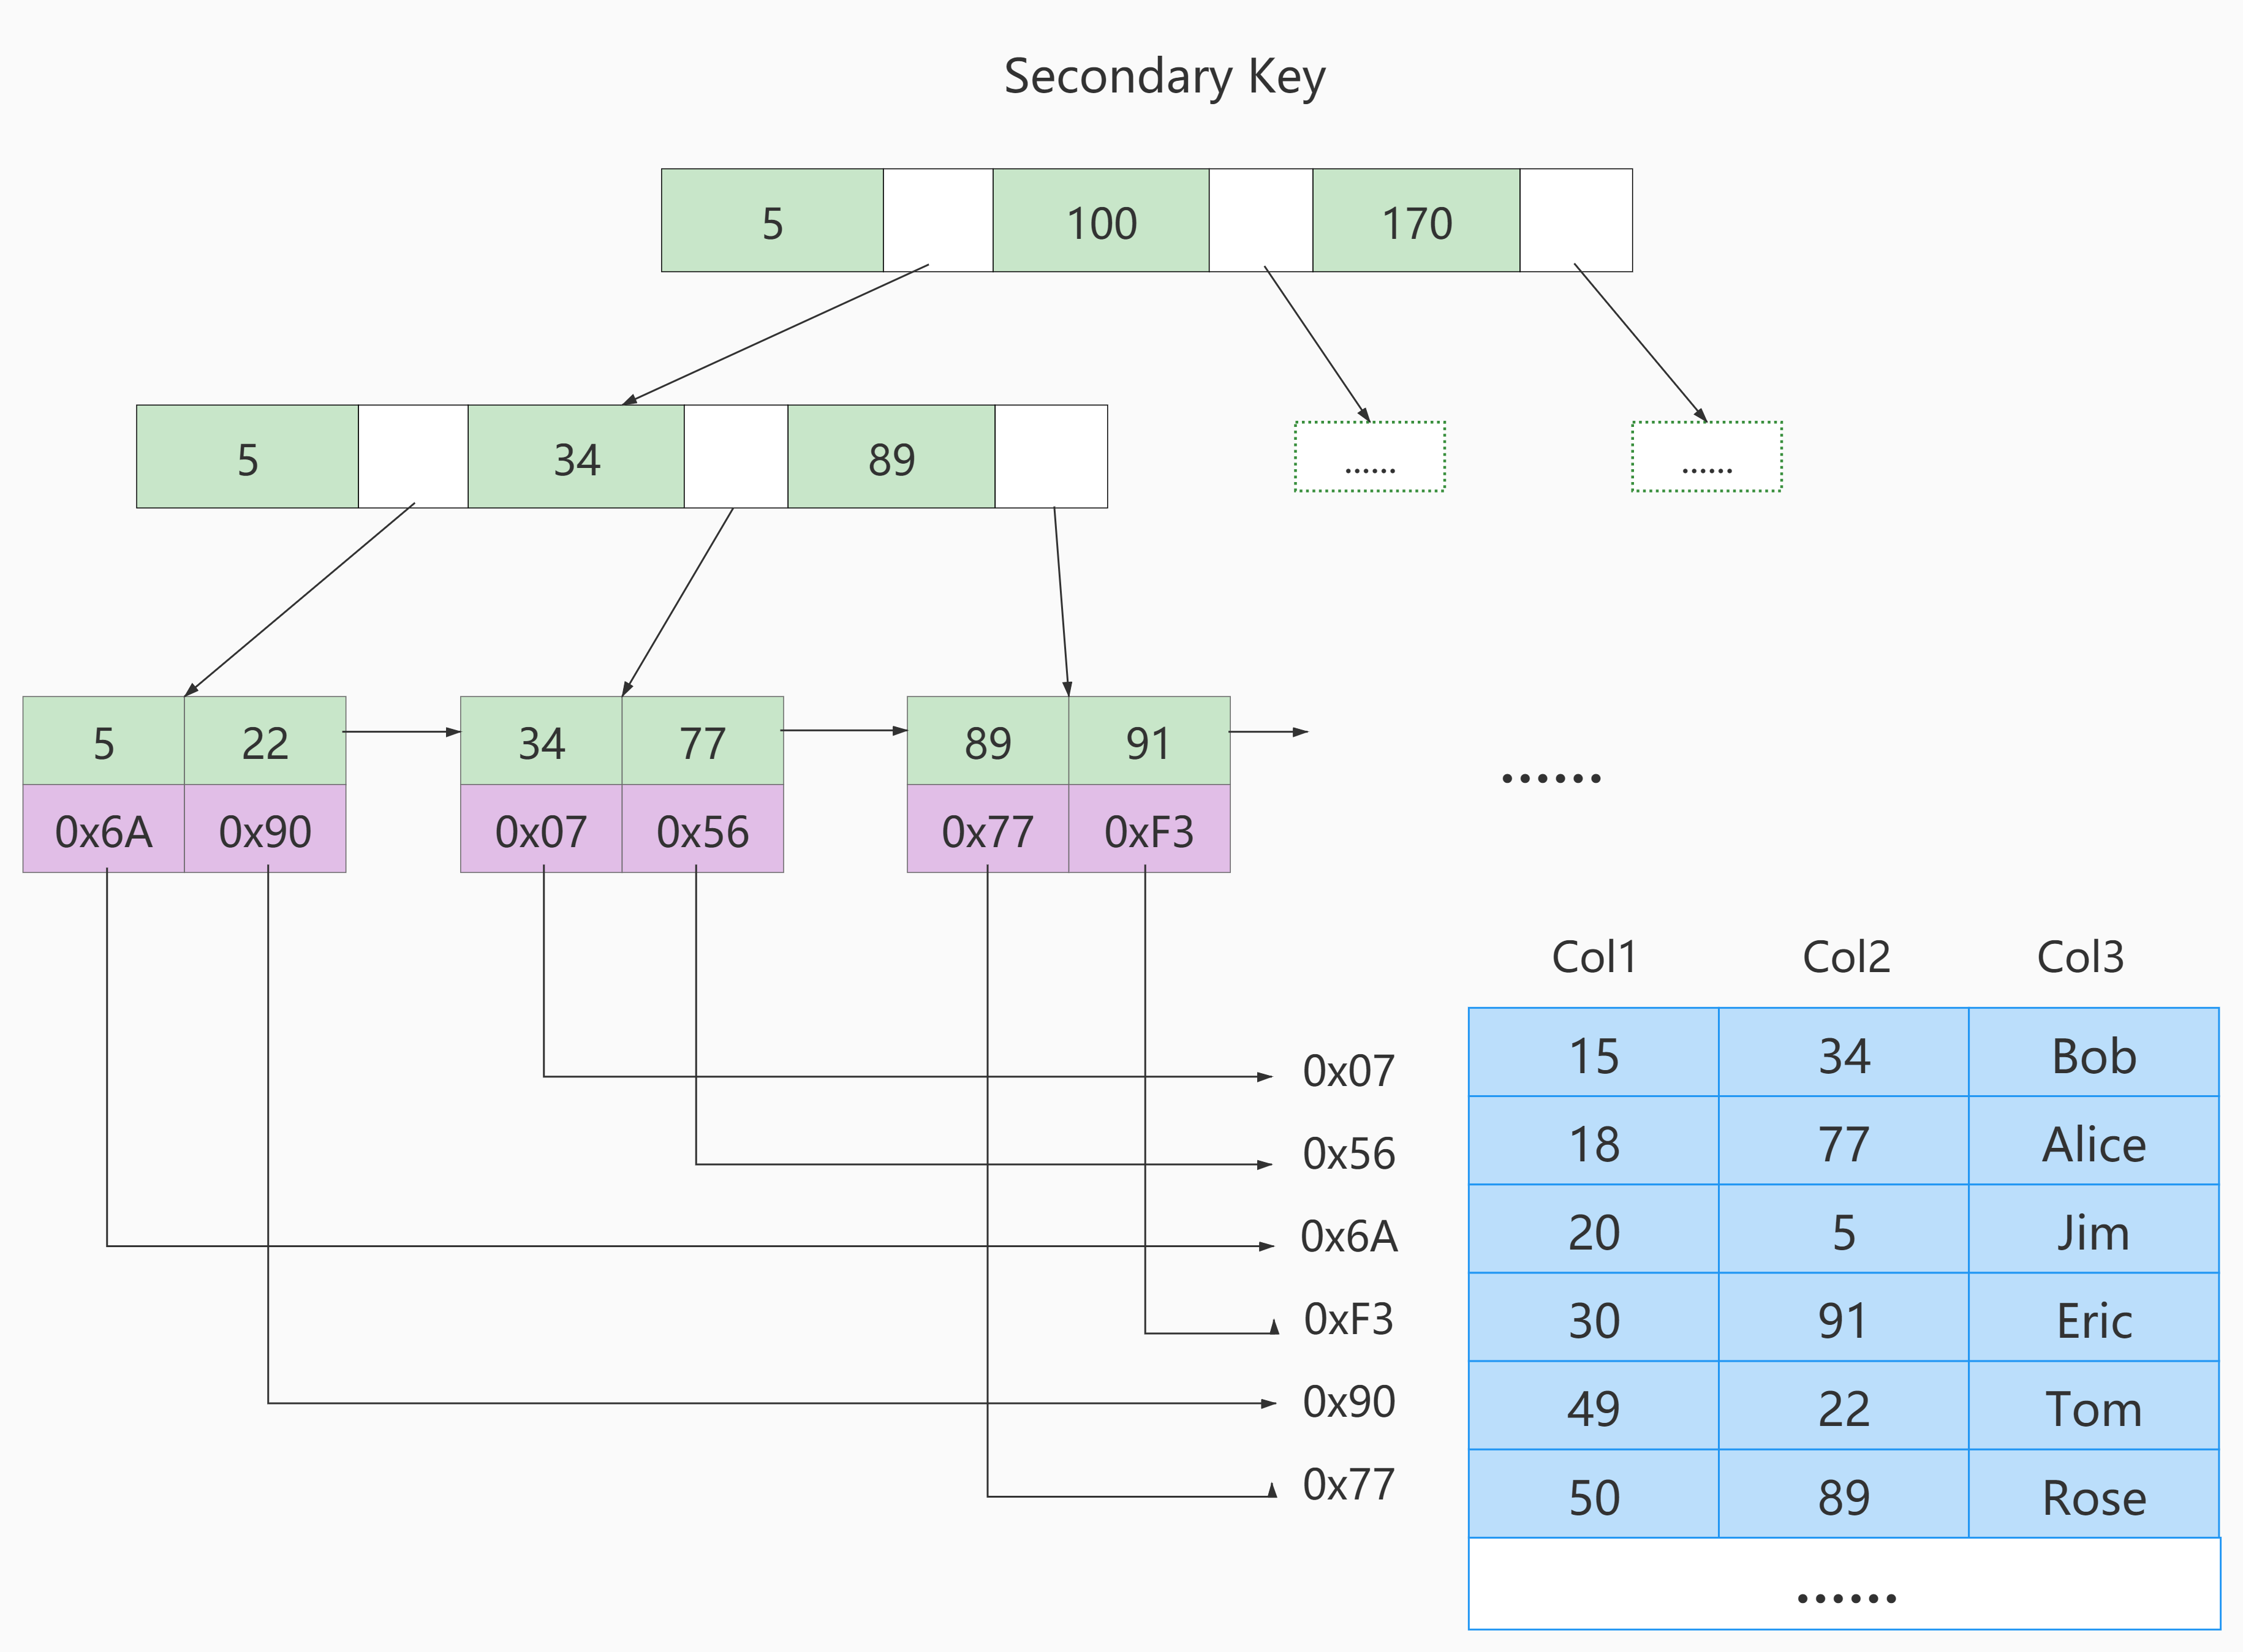 Secondary Key
5 100 170
5 34 89
...... ......
5 22 34 77 89 91
......
0x6A 0x90 0x07 0x56 0x77 0xF3
Col1 Col2 Col3
0x07 15 34 Bob
0x56 18 77 Alice
0x6A 20 5 Jim
0xF3 30 91 Eric
0x90 49 22 Tom
0x77 50 89 Rose
......